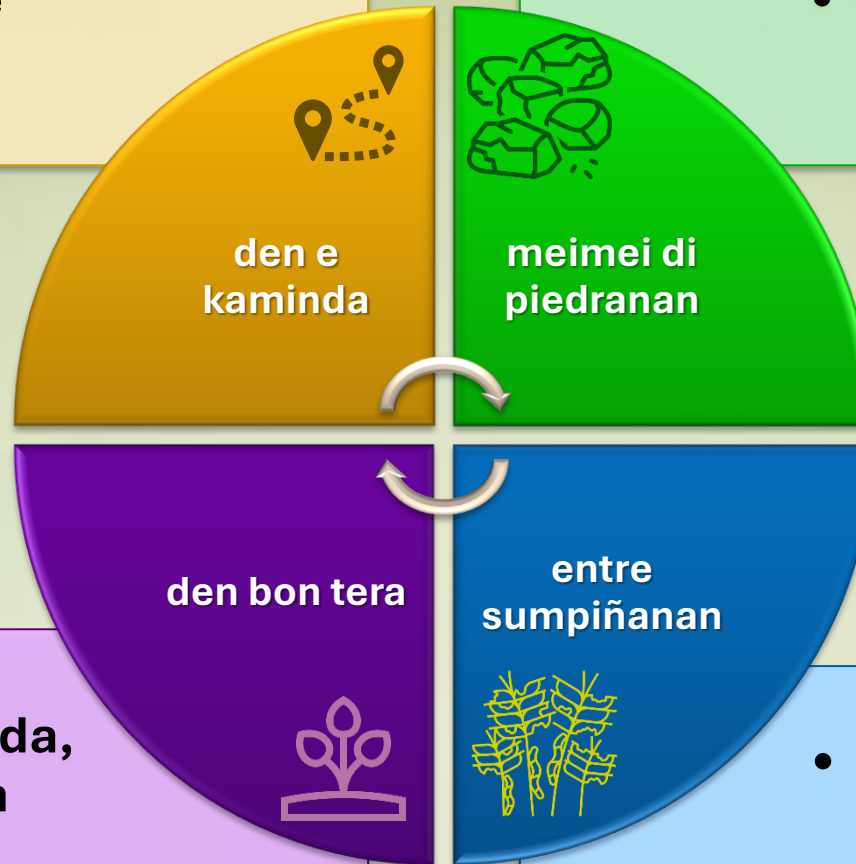 den e
kaminda
meimei di
piedranan
den bon tera
entre
sumpiñanan
da,